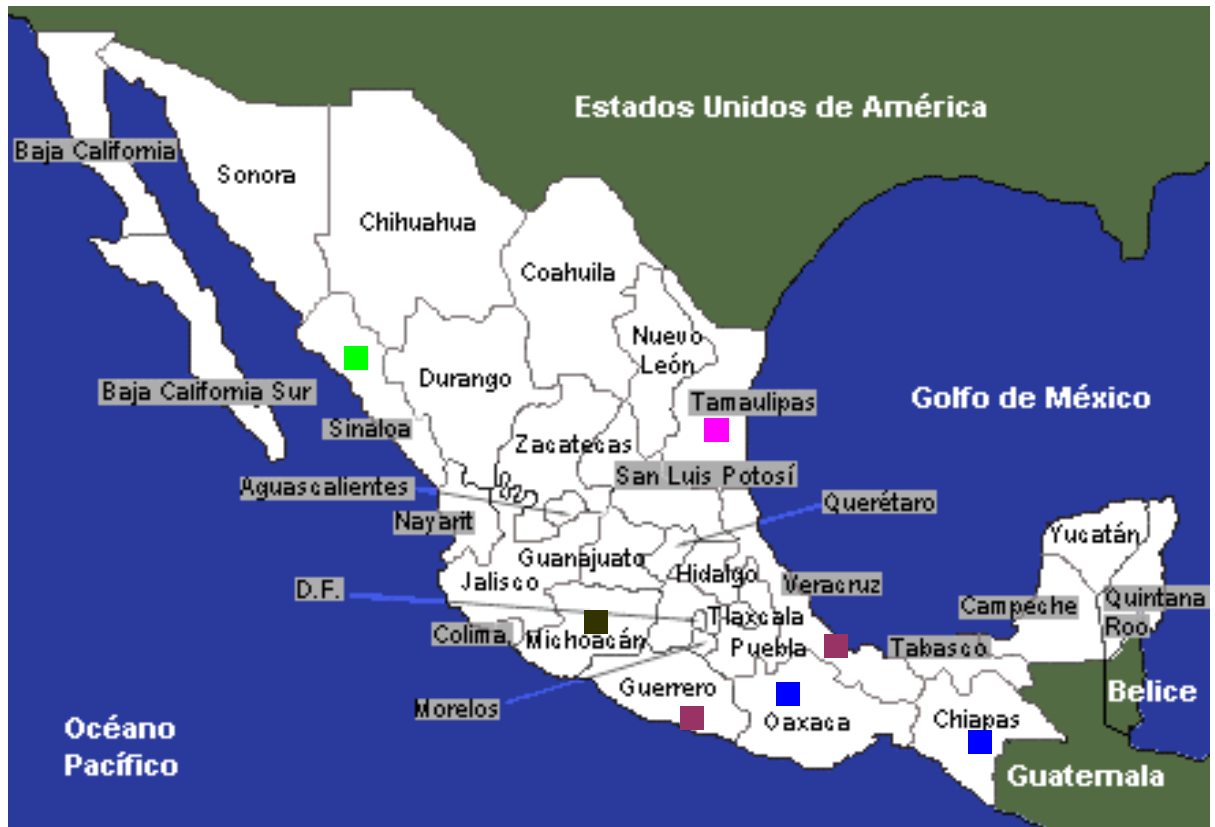 Estados Unidos de América
Baja California
Sonora
Chihuahua
Coahuila
Nuevo
León
Durango
Baja California Sur
Tamaulipas
Golfo de México
Sinaloa
Zacatecas
San Luis Potosí
Aguascalientes
Querétaro
Nayarit
Yucatán
Guanajuato
Hidalgo
Jalisco
Veracruz
D.F.
Campeche
Quintana
Roo
Tlaxcala
Colima
Michoacán
Puebla
Tabasco
Guerrero
Belice
Morelos
Oaxaca
Chiapas
Océano
Pacífico
Guatemala